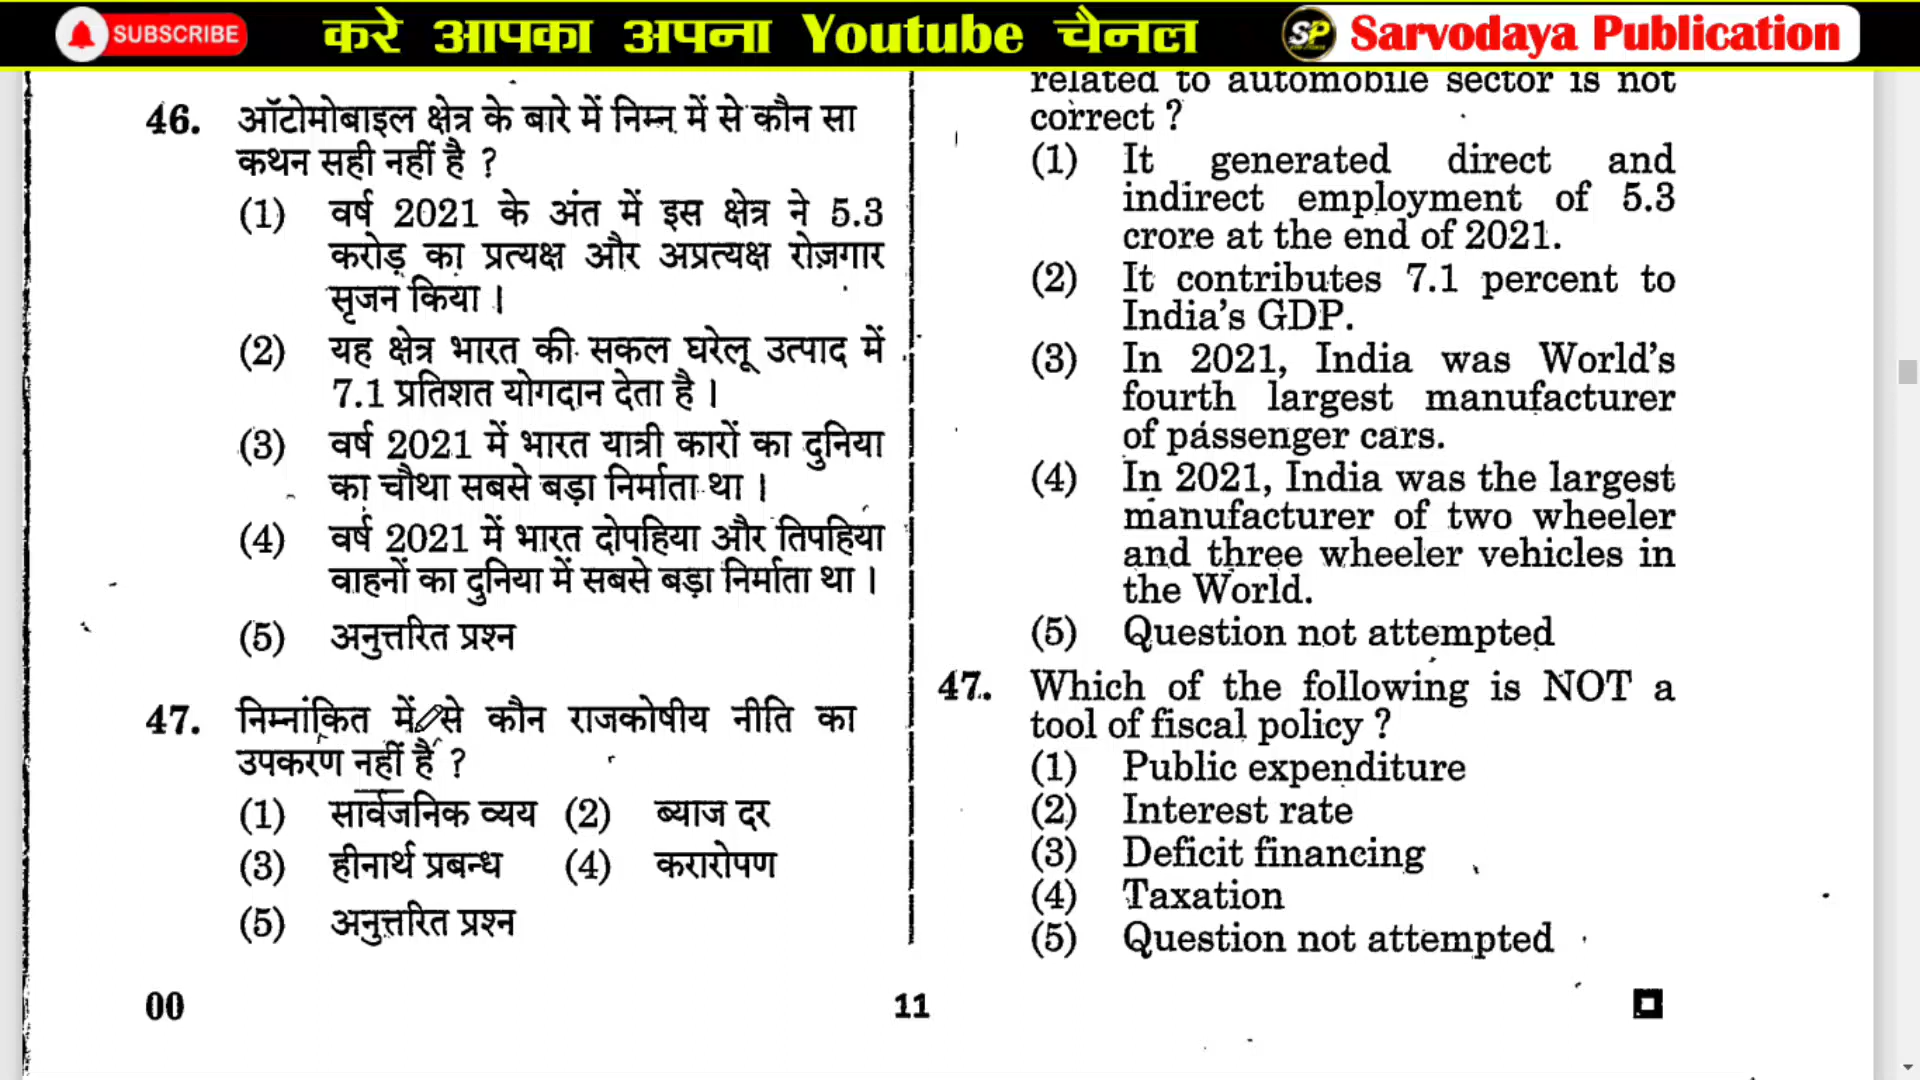 SUBSCRIBE करे आपका अपना Youtube चैनल SP Sarvodaya Publication
46. ऑटोमोबाइल क्षेत्र के बारे में निम्न में से कौन सा
कथन सही नहीं है ?
(1) वर्ष 2021 के अंत में इस क्षेत्र ने 5.3
करोड़ का प्रत्यक्ष और अप्रत्यक्ष रोज़गार
सृजन किया ।
(2) यह क्षेत्र भारत की सकल घरेलू उत्पाद में
7.1 प्रतिशत योगदान देता है ।
(3) वर्ष 2021 में भारत यात्री कारों का दुनिया
का चौथा सबसे बड़ा निर्माता था ।
(4) वर्ष 2021 में भारत दोपहिया और तिपहिया
वाहनों का दुनिया में सबसे बड़ा निर्माता था ।
(5) अनुत्तरित प्रश्न
47. निम्नांकित में से कौन राजकोषीय नीति का
उपकरण नहीं है ?
(1) सार्वजनिक व्यय (2) ब्याज दर
(3) हीनार्थ प्रबन्ध (4) करारोपण
(5) अनुत्तरित प्रश्न
related to automobile sector is not
correct ?
(1) It generated direct and
indirect employment of 5.3
crore at the end of 2021.
(2) It contributes 7.1 percent to
India's GDP.
(3) In 2021, India was World's
fourth largest manufacturer
of passenger cars.
(4) In 2021, India was the largest
manufacturer of two wheeler
and three wheeler vehicles in
the World.
(5) Question not attempted
47. Which of the following is NOT a
tool of fiscal policy ?
(1) Public expenditure
(2) Interest rate
(3) Deficit financing
(4) Taxation
(5) Question not attempted
00 11